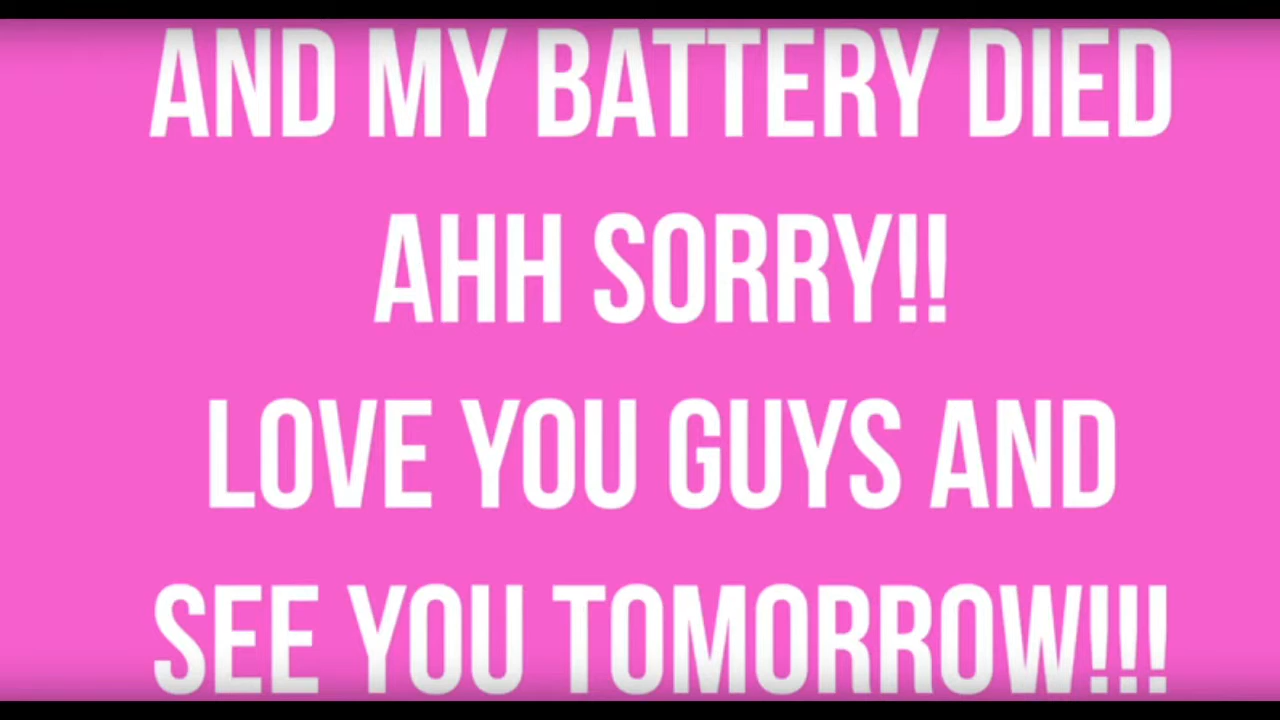 AND MY BATTERY DIED
AHH SORRY!!
LOVE YOU GUYS AND
SEE YOU TOMORROW!!!